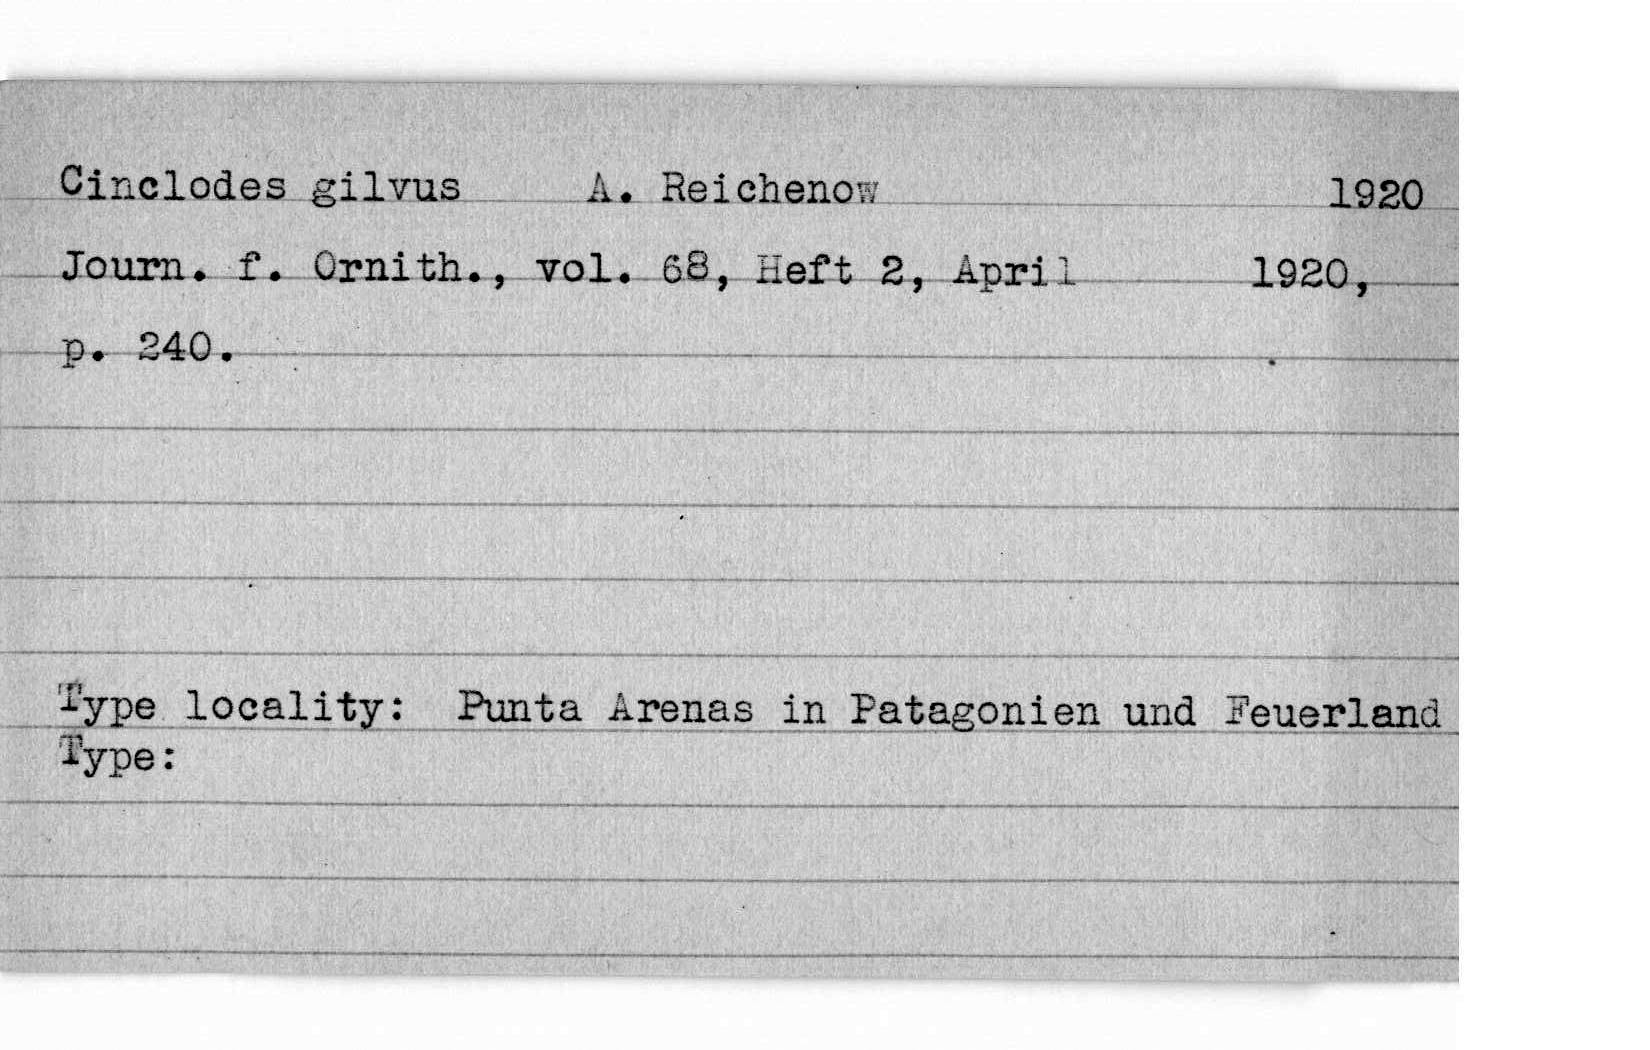 Cinclodes gilvus A. Reichenow 1920
Journ. f. Ornith., vol. 68, Heft 2, April 1920,
p. 240.
Type locality: Punta Arenas in Patagonien und Feuerland
Type: